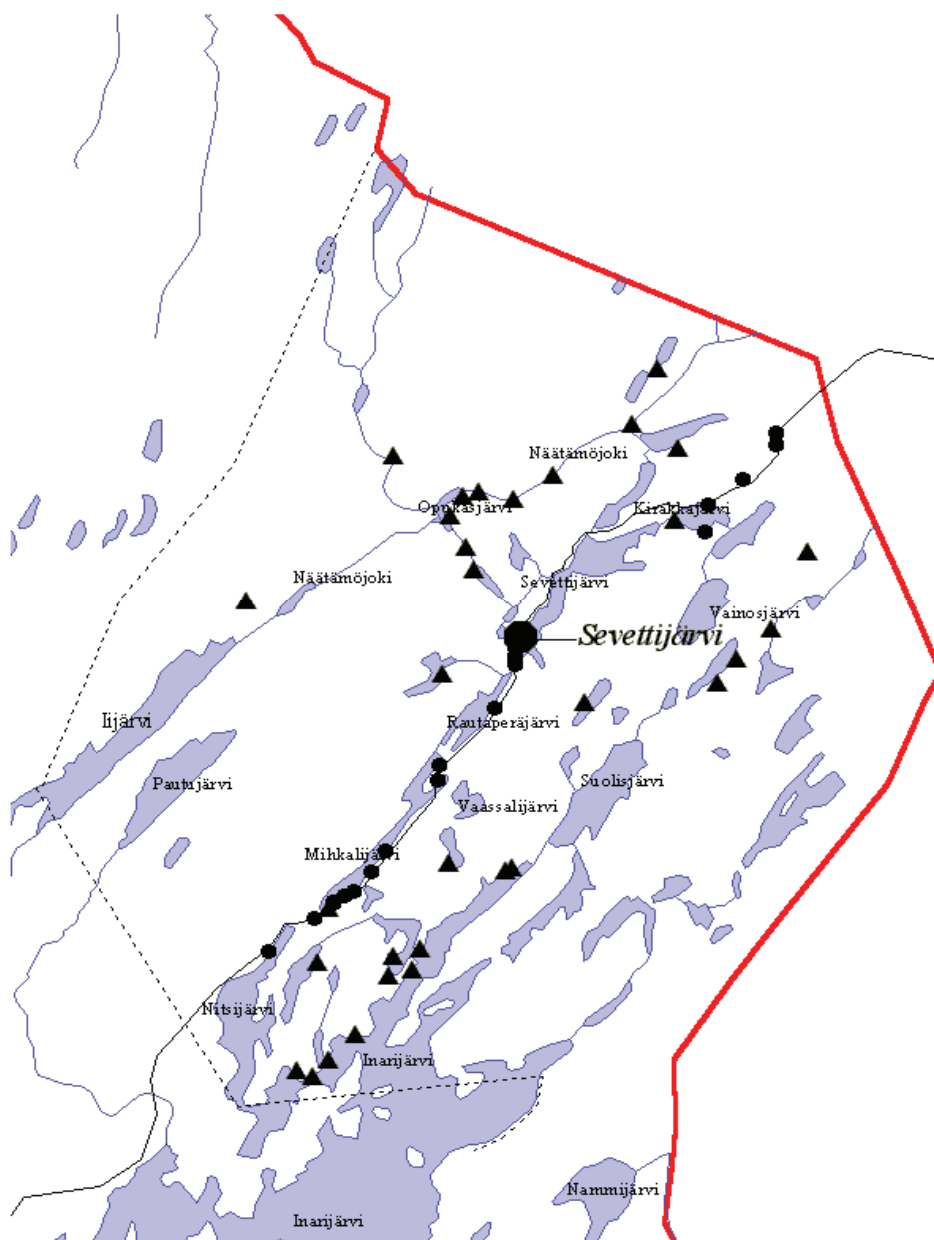 Näätämöjoki
Opukasjärvi
Kirakkajärvi
Näätämöjoki
Sevettijärvi
Vainosjärvi
Sevettijärvi
Iijärvi
Rautaperäjärvi
Pautujärvi
Suolisjärvi
Vaassalijärvi
Mihkalijärvi
Nitsijärvi
Inarijärvi
Nammijärvi
Inarijärvi